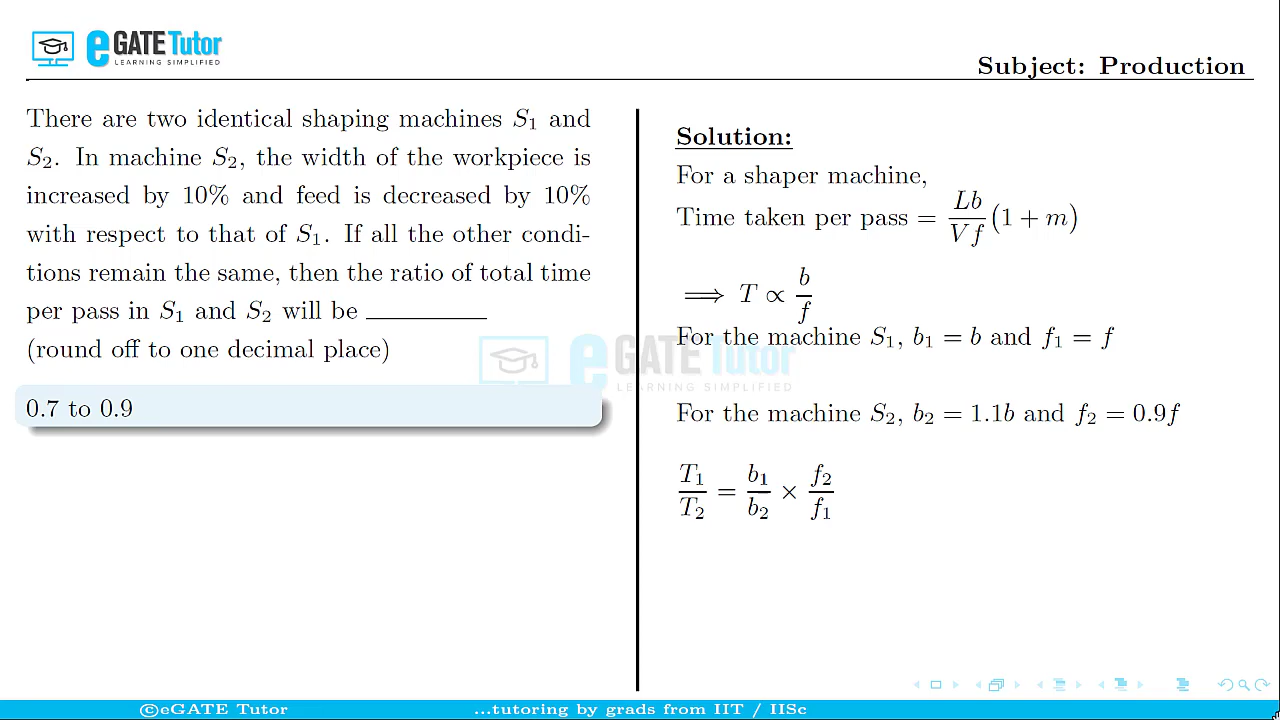 eGATE Tutor
LEARNING SIMPLIFIED
Subject: Production
There are two identical shaping machines S₁ and
S₂. In machine S₂, the width of the workpiece is
increased by 10% and feed is decreased by 10%
with respect to that of S₁. If all the other condi-
tions remain the same, then the ratio of total time
per pass in S₁ and S₂ will be ________
(round off to one decimal place)
0.7 to 0.9
Solution:
For a shaper machine,
Time taken per pass = Lb/Vf (1 + m)
⟹ T ∝ b/f
For the machine S₁, b₁ = b and f₁ = f
For the machine S₂, b₂ = 1.1b and f₂ = 0.9f
T₁/T₂ = b₁/b₂ × f₂/f₁
eGATE Tutor
LEARNING SIMPLIFIED
©eGATE Tutor
...tutoring by grads from IIT / IISc